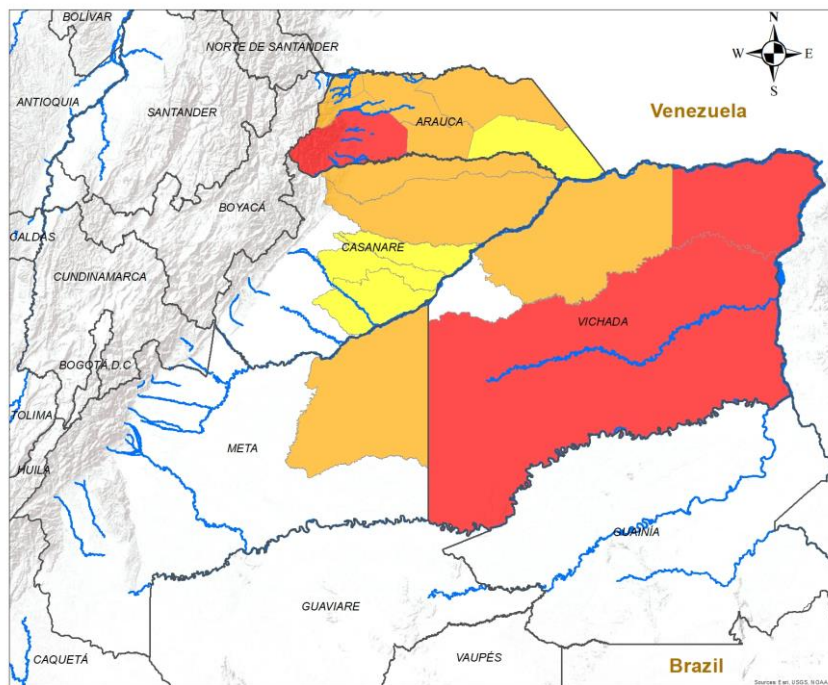 BOLÍVAR
N
NORTE DE SANTANDER
W E
S
ANTIOQUIA
SANTANDER
Venezuela
ARAUCA
BOYACÁ
CALDAS
CASANARE
CUNDINAMARCA
VICHADA
BOGOTÁ D.C
TOLIMA
META
HUILA
GUAINÍA
GUAVIARE
CAQUETÁ
VAUPÉS
Brazil
Sources: Esri, USGS, NOAA